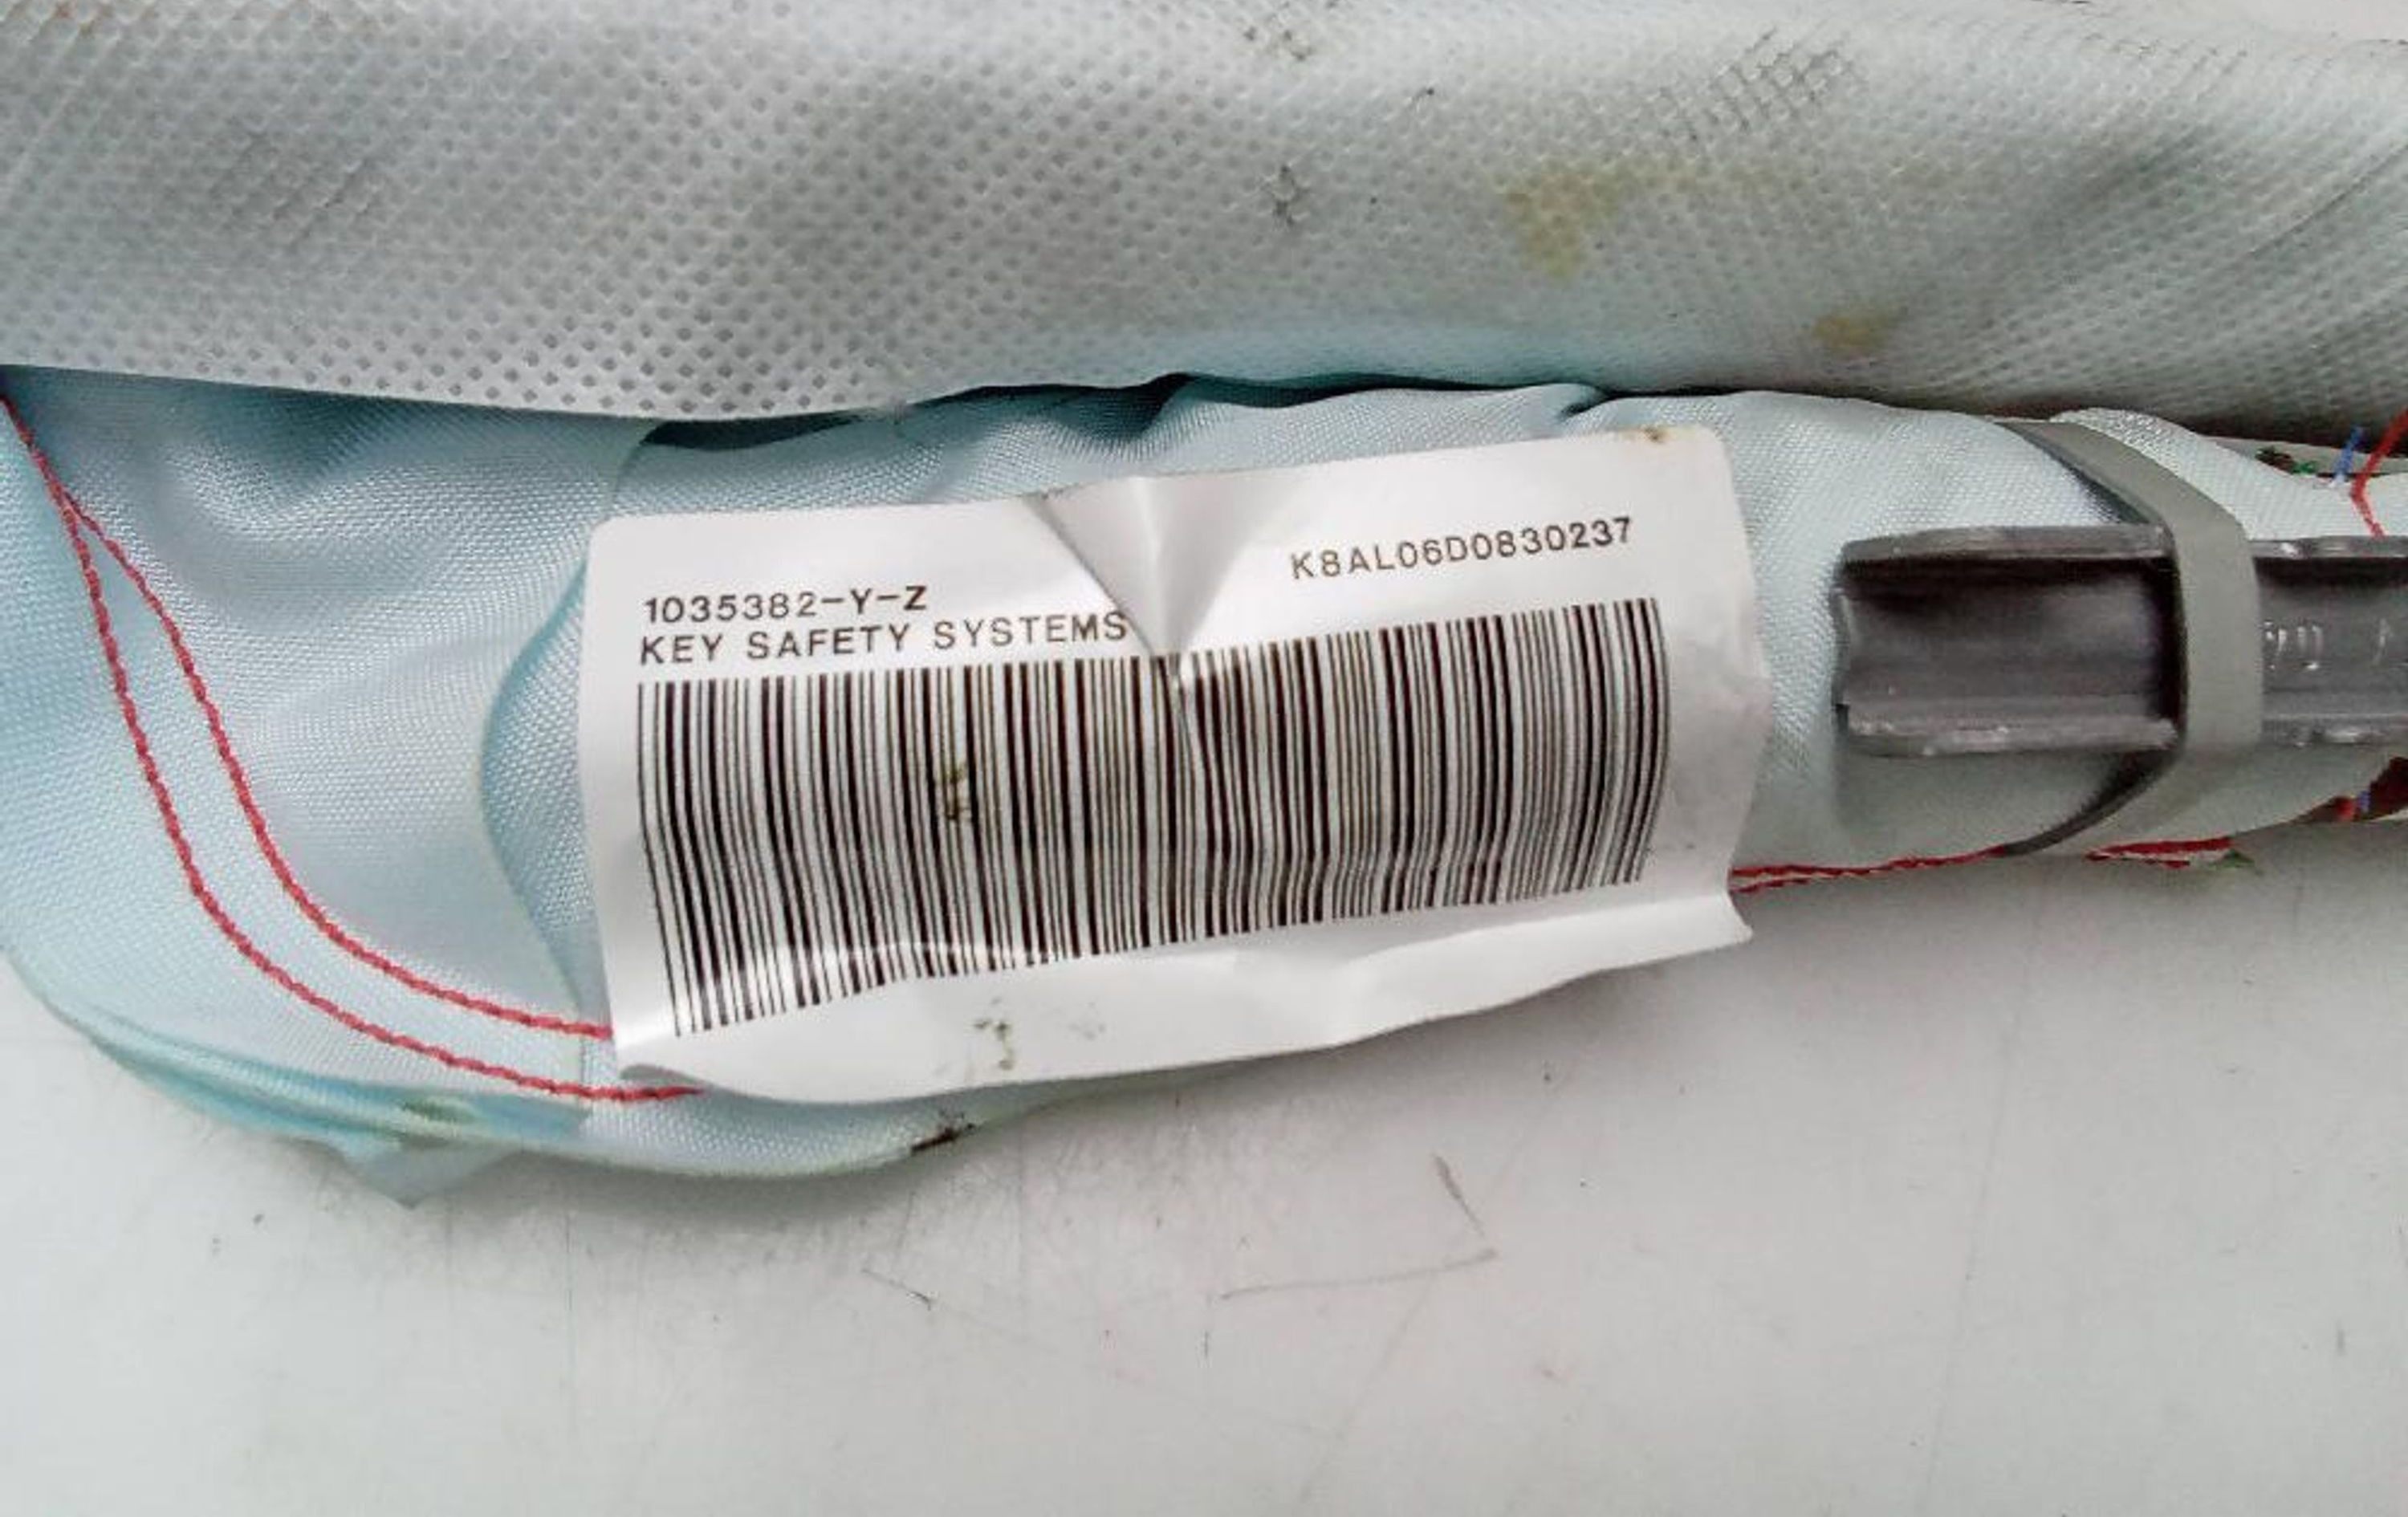 K8AL06D0830237
1035382-Y-Z
KEY SAFETY SYSTEMS